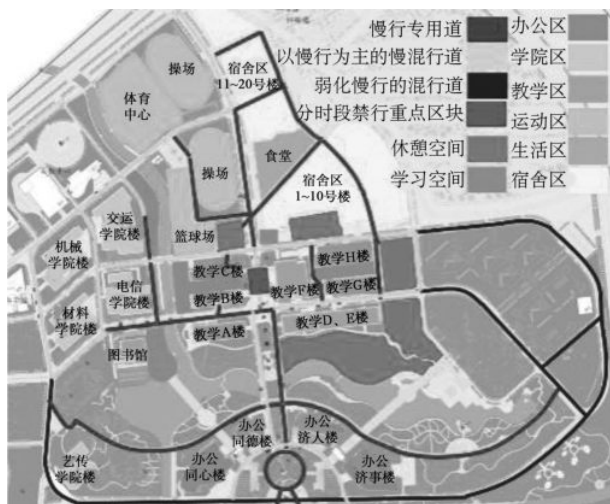 慢行专用道
办公区
以慢行为主的慢混行道
学院区
弱化慢行的混行道
教学区
分时段禁行重点区块
运动区
休憩空间
生活区
学习空间
宿舍区
操场
体育
中心
宿舍区
11~20号楼
食堂
操场
宿舍区
1~10号楼
交运
学院楼
篮球场
机械
学院楼
教学C楼
教学H楼
电信
学院楼
教学B楼
教学F楼
教学G楼
材料
学院楼
教学A楼
教学D、E楼
图书馆
办公
同德楼
办公
济人楼
艺传
学院楼
办公
同心楼
办公
济事楼